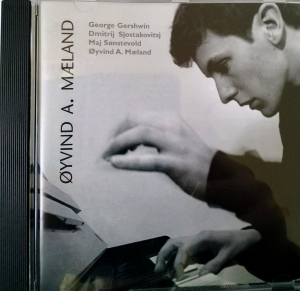 ØYVIND A. MÆLAND
George Gershwin
Dmitrij Sjostakovitsj
Maj Sønstevold
Øyvind A. Mæland